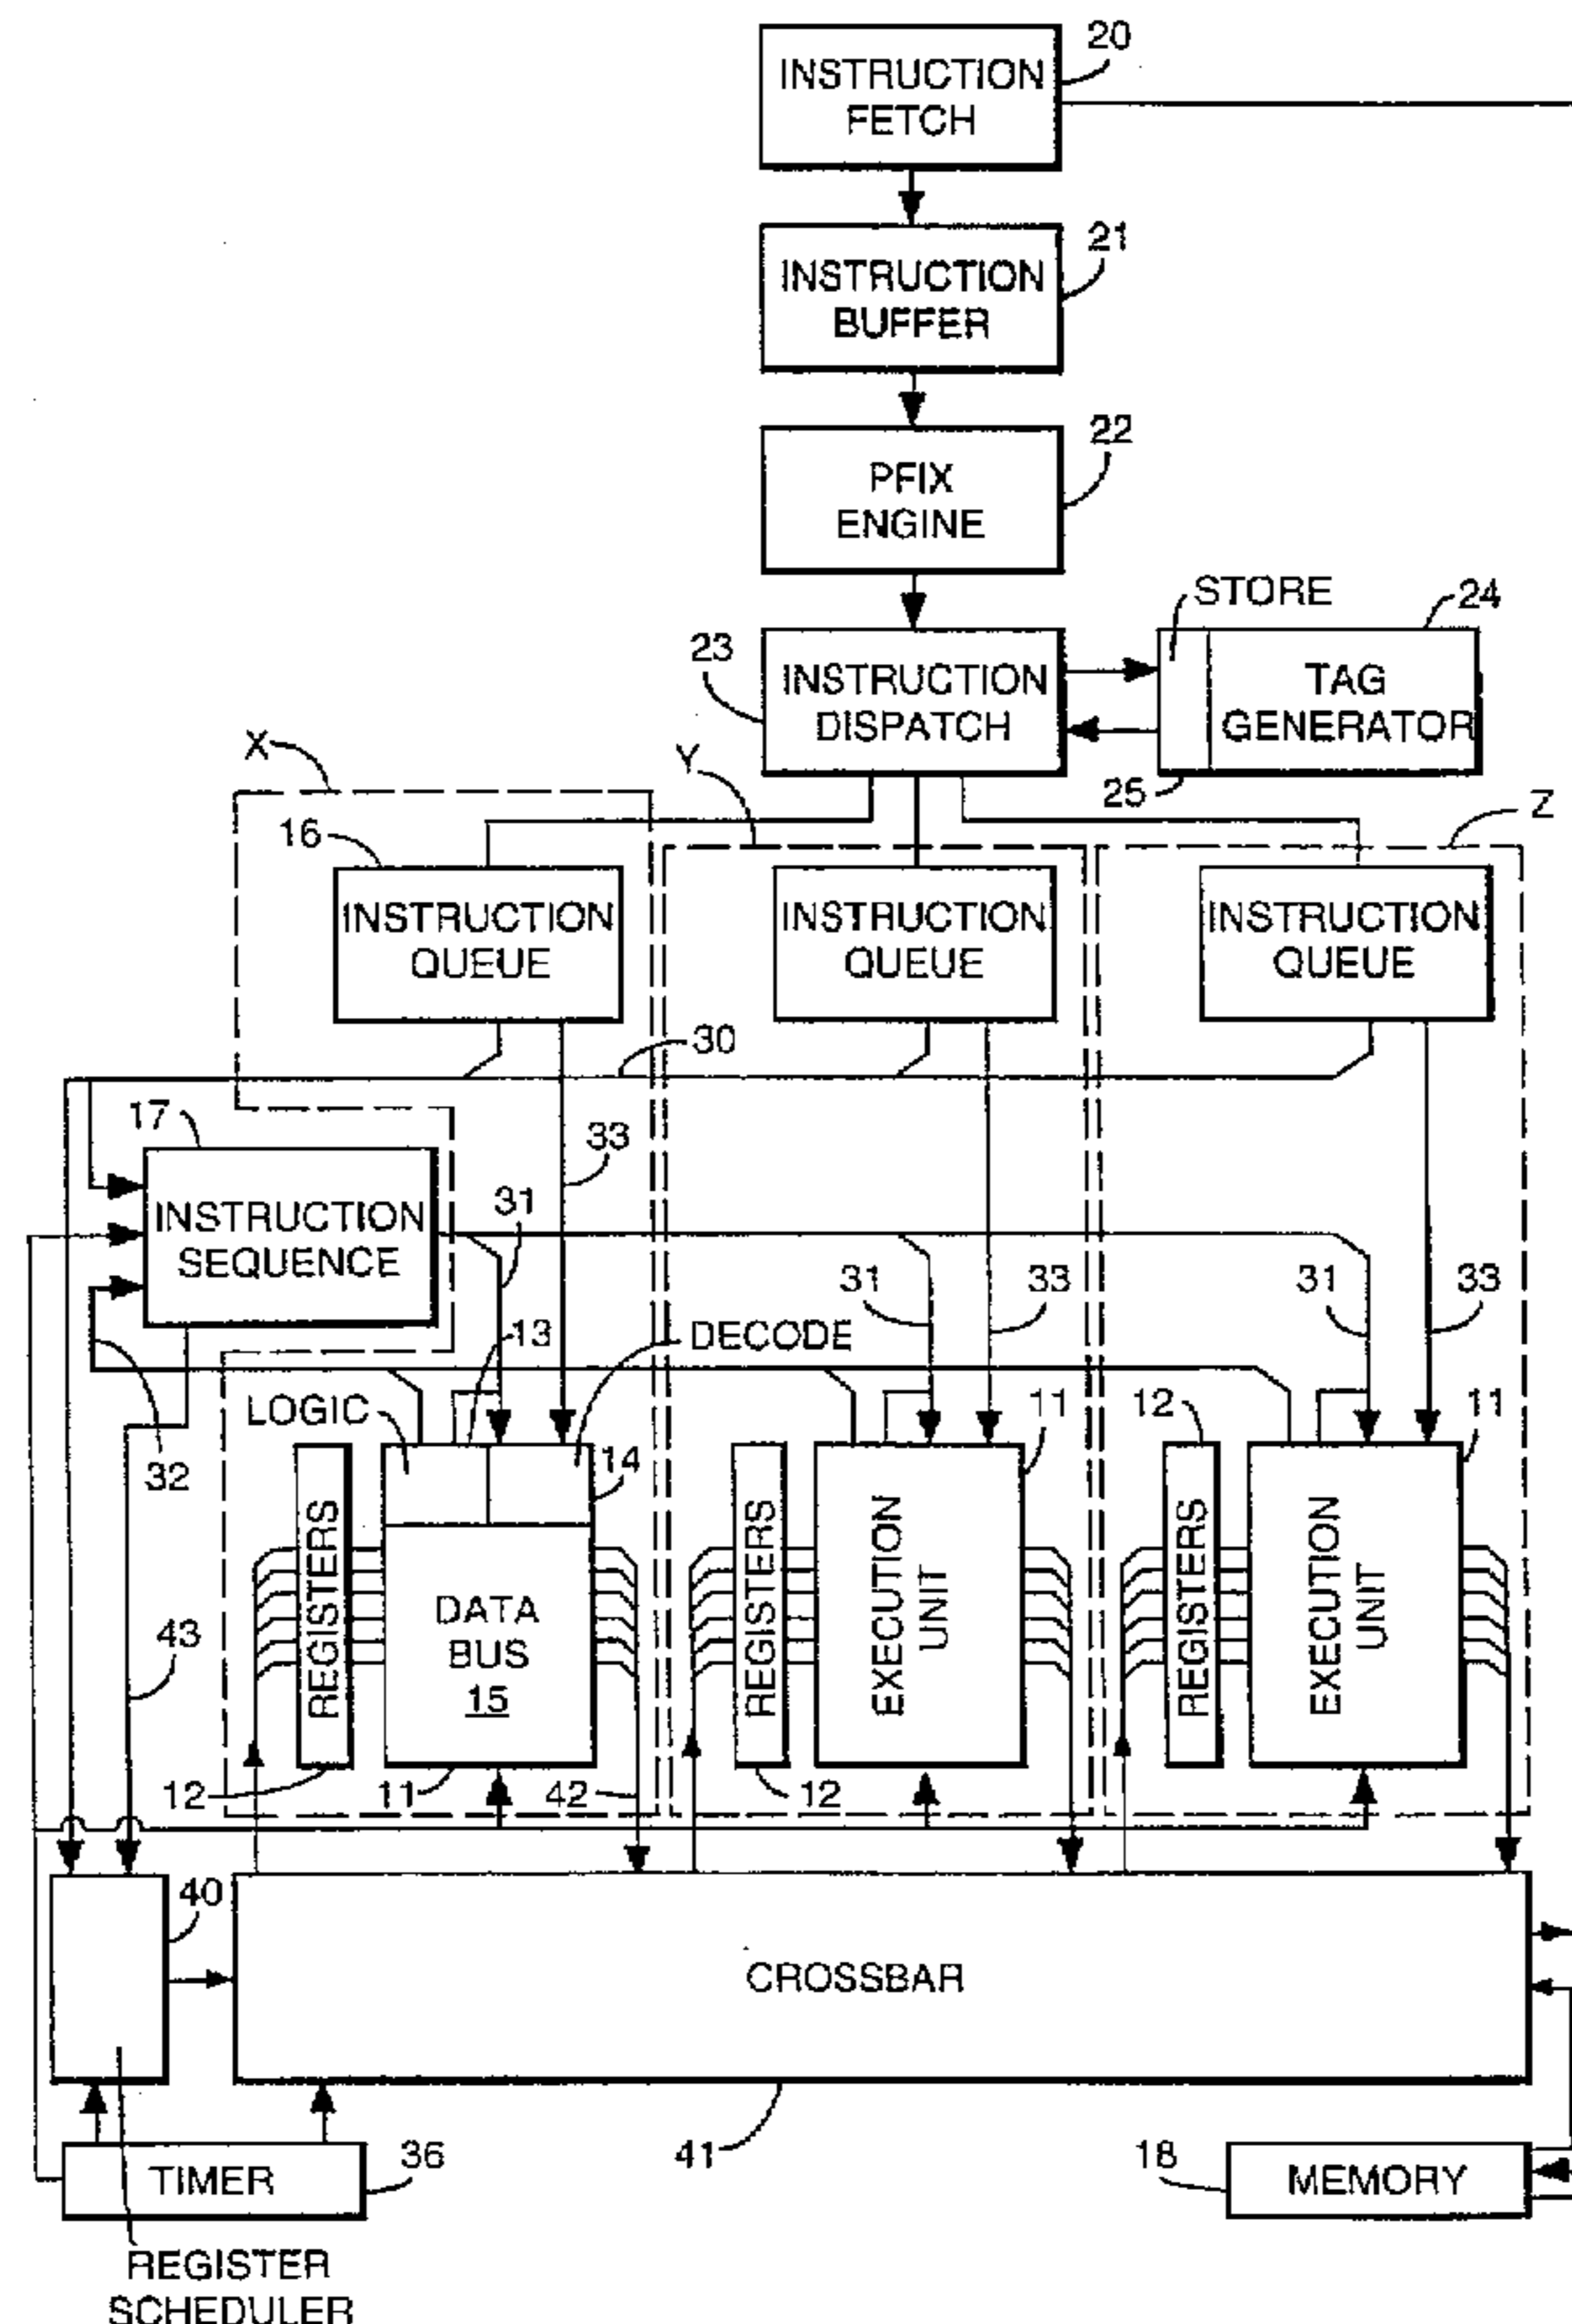 20
INSTRUCTION
FETCH
21
INSTRUCTION
BUFFER
22
PFIX
ENGINE
STORE
24
23
INSTRUCTION
DISPATCH
TAG
GENERATOR
25
X
Y
Z
16
INSTRUCTION
QUEUE
INSTRUCTION
QUEUE
INSTRUCTION
QUEUE
30
17
33
INSTRUCTION
SEQUENCE
31
31
33
31
33
13
DECODE
LOGIC
32
14
11
12
11
REGISTERS
DATA
BUS
15
REGISTERS
EXECUTION
UNIT
REGISTERS
EXECUTION
UNIT
43
12
11
42
12
40
CROSSBAR
TIMER
36
41
18
MEMORY
REGISTER
SCHEDULER